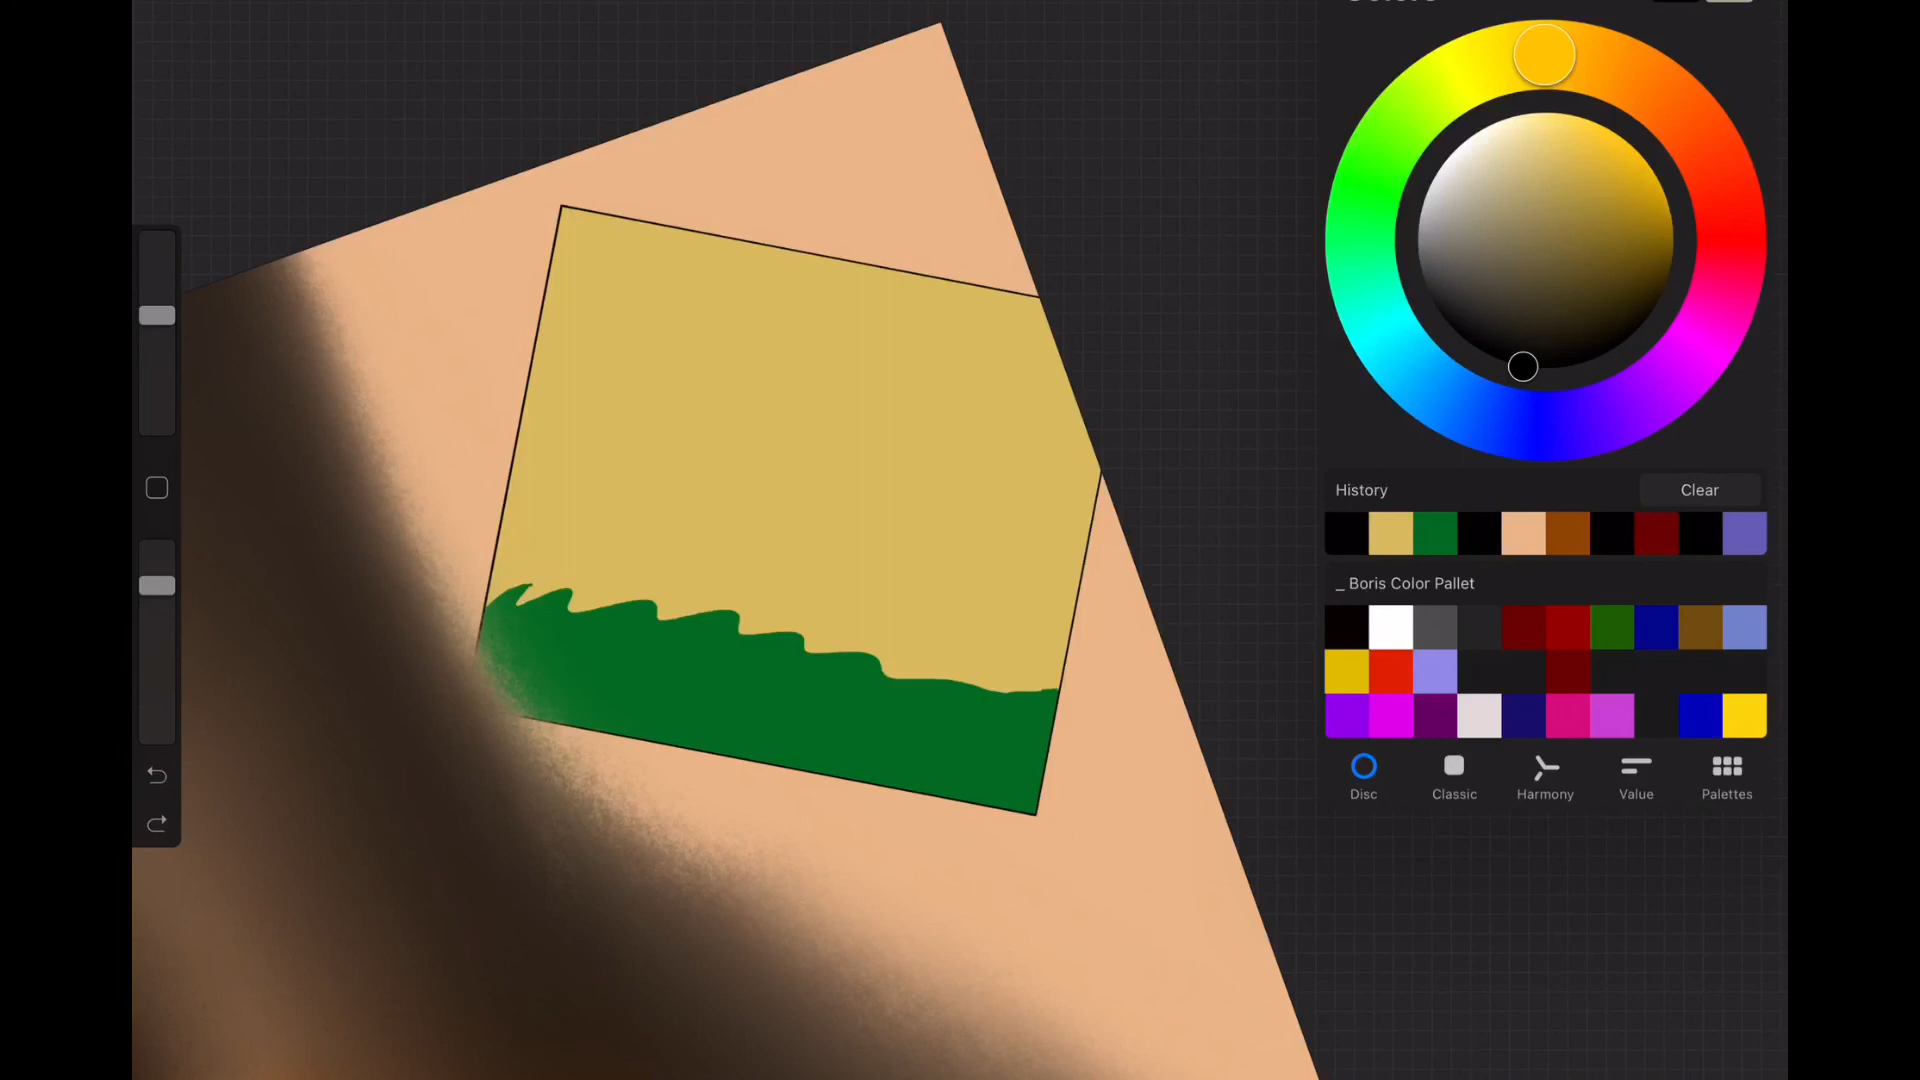 History
Clear
_ Boris Color Pallet
Disc
Classic
Harmony
Value
Palettes